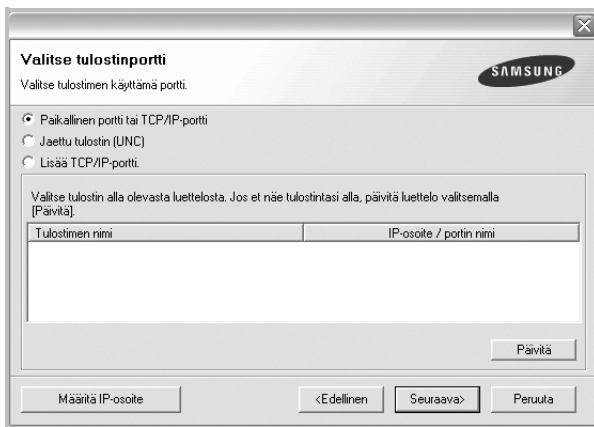 Valitse tulostinportti
Valitse tulostimen käyttämä portti.
SAMSUNG
Paikallinen portti tai TCP/IP-portti
Jaettu tulostin (UNC)
Lisää TCP/IP-portti.
Valitse tulostin alla olevasta luettelosta. Jos et näe tulostintasi alla, päivitä luettelo valitsemalla
[Päivitä].
Tulostimen nimi IP-osoite / portin nimi
Päivitä
Määritä IP-osoite <Edellinen Seuraava> Peruuta